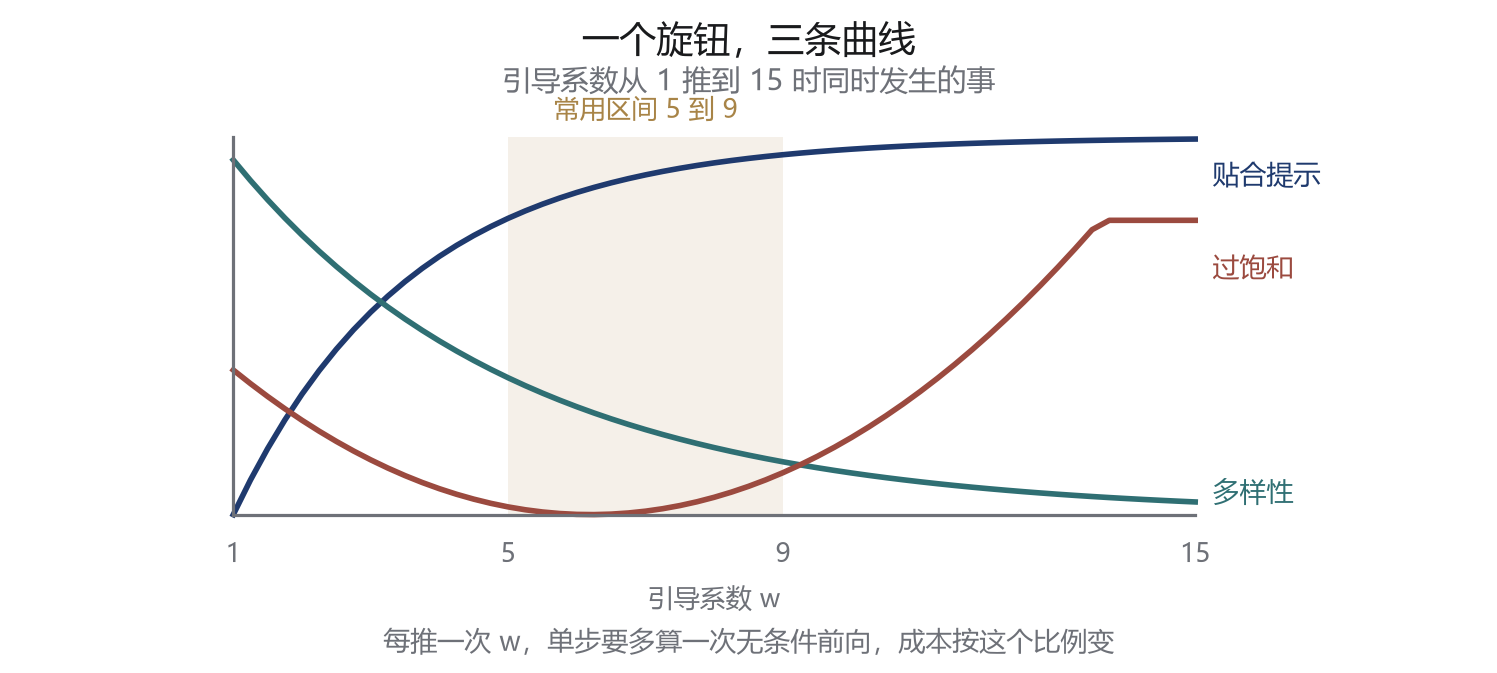 一个旋钮，三条曲线
引导系数从 1 推到 15 时同时发生的事
常用区间 5 到 9
贴合提示
过饱和
多样性
1 5 9 15
引导系数 w
每推一次 w，单步要多算一次无条件前向，成本按这个比例变